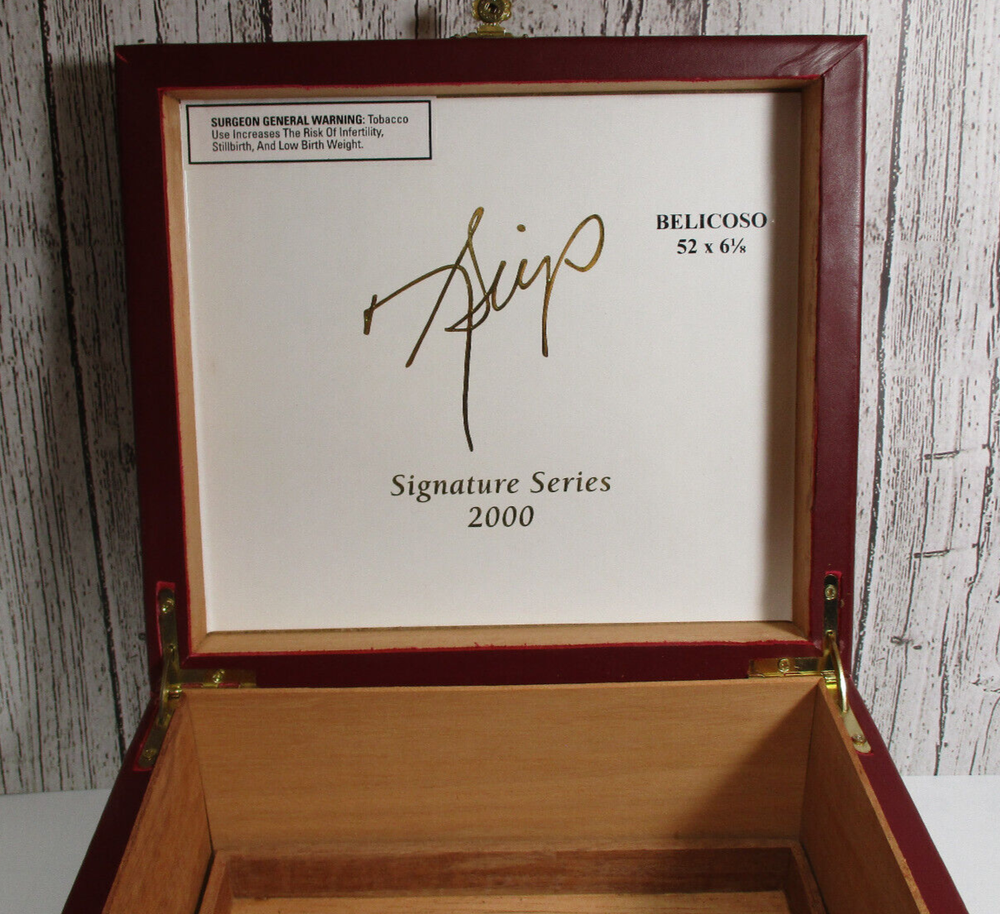 SURGEON GENERAL WARNING: Tobacco
Use Increases The Risk Of Infertility,
Stillbirth, And Low Birth Weight.
BELICOSO
52 x 6⅛
Signature Series
2000